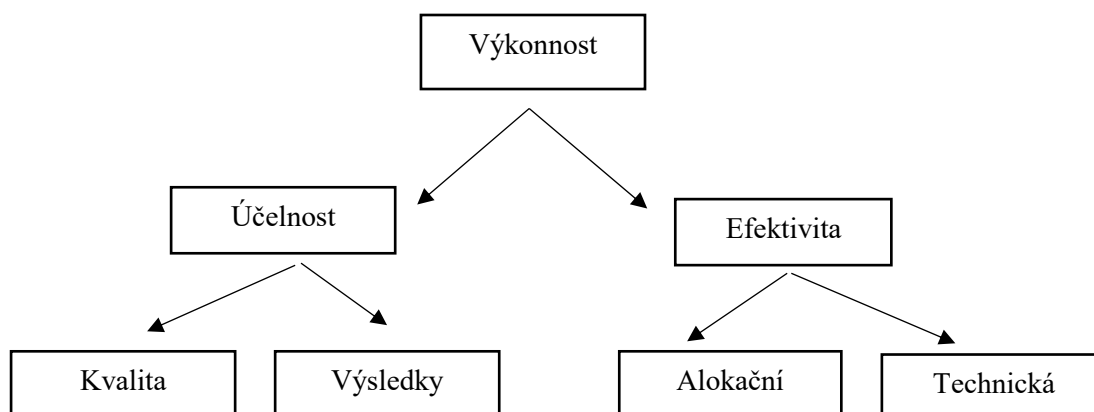 Výkonnost
Účelnost
Efektivita
Kvalita
Výsledky
Alokační
Technická